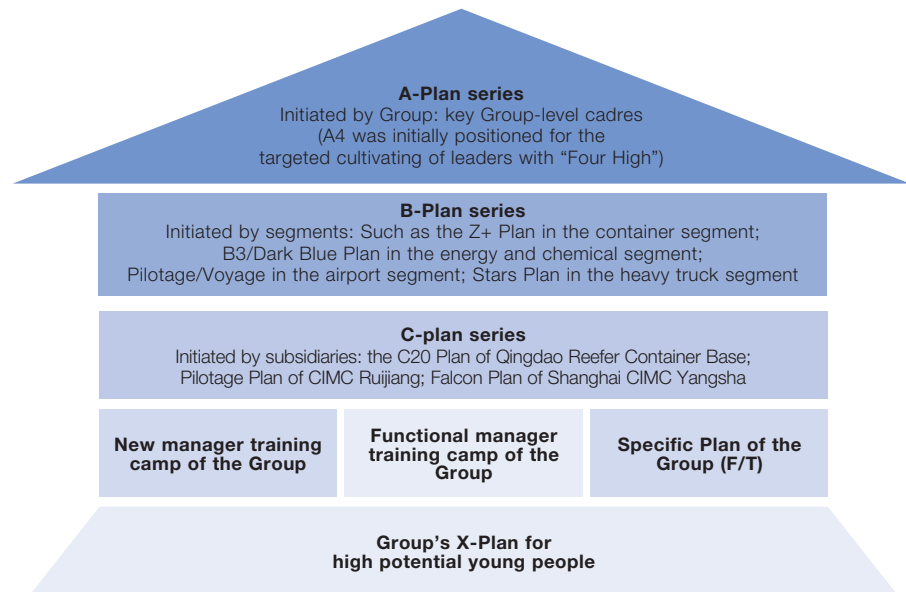 A-Plan series
Initiated by Group: key Group-level cadres
(A4 was initially positioned for the
targeted cultivating of leaders with “Four High”)
B-Plan series
Initiated by segments: Such as the Z+ Plan in the container segment;
B3/Dark Blue Plan in the energy and chemical segment;
Pilotage/Voyage in the airport segment; Stars Plan in the heavy truck segment
C-plan series
Initiated by subsidiaries: the C20 Plan of Qingdao Reefer Container Base;
Pilotage Plan of CIMC Ruijiang; Falcon Plan of Shanghai CIMC Yangsha
New manager training
camp of the Group
Functional manager
training camp of the
Group
Specific Plan of the
Group (F/T)
Group's X-Plan for
high potential young people